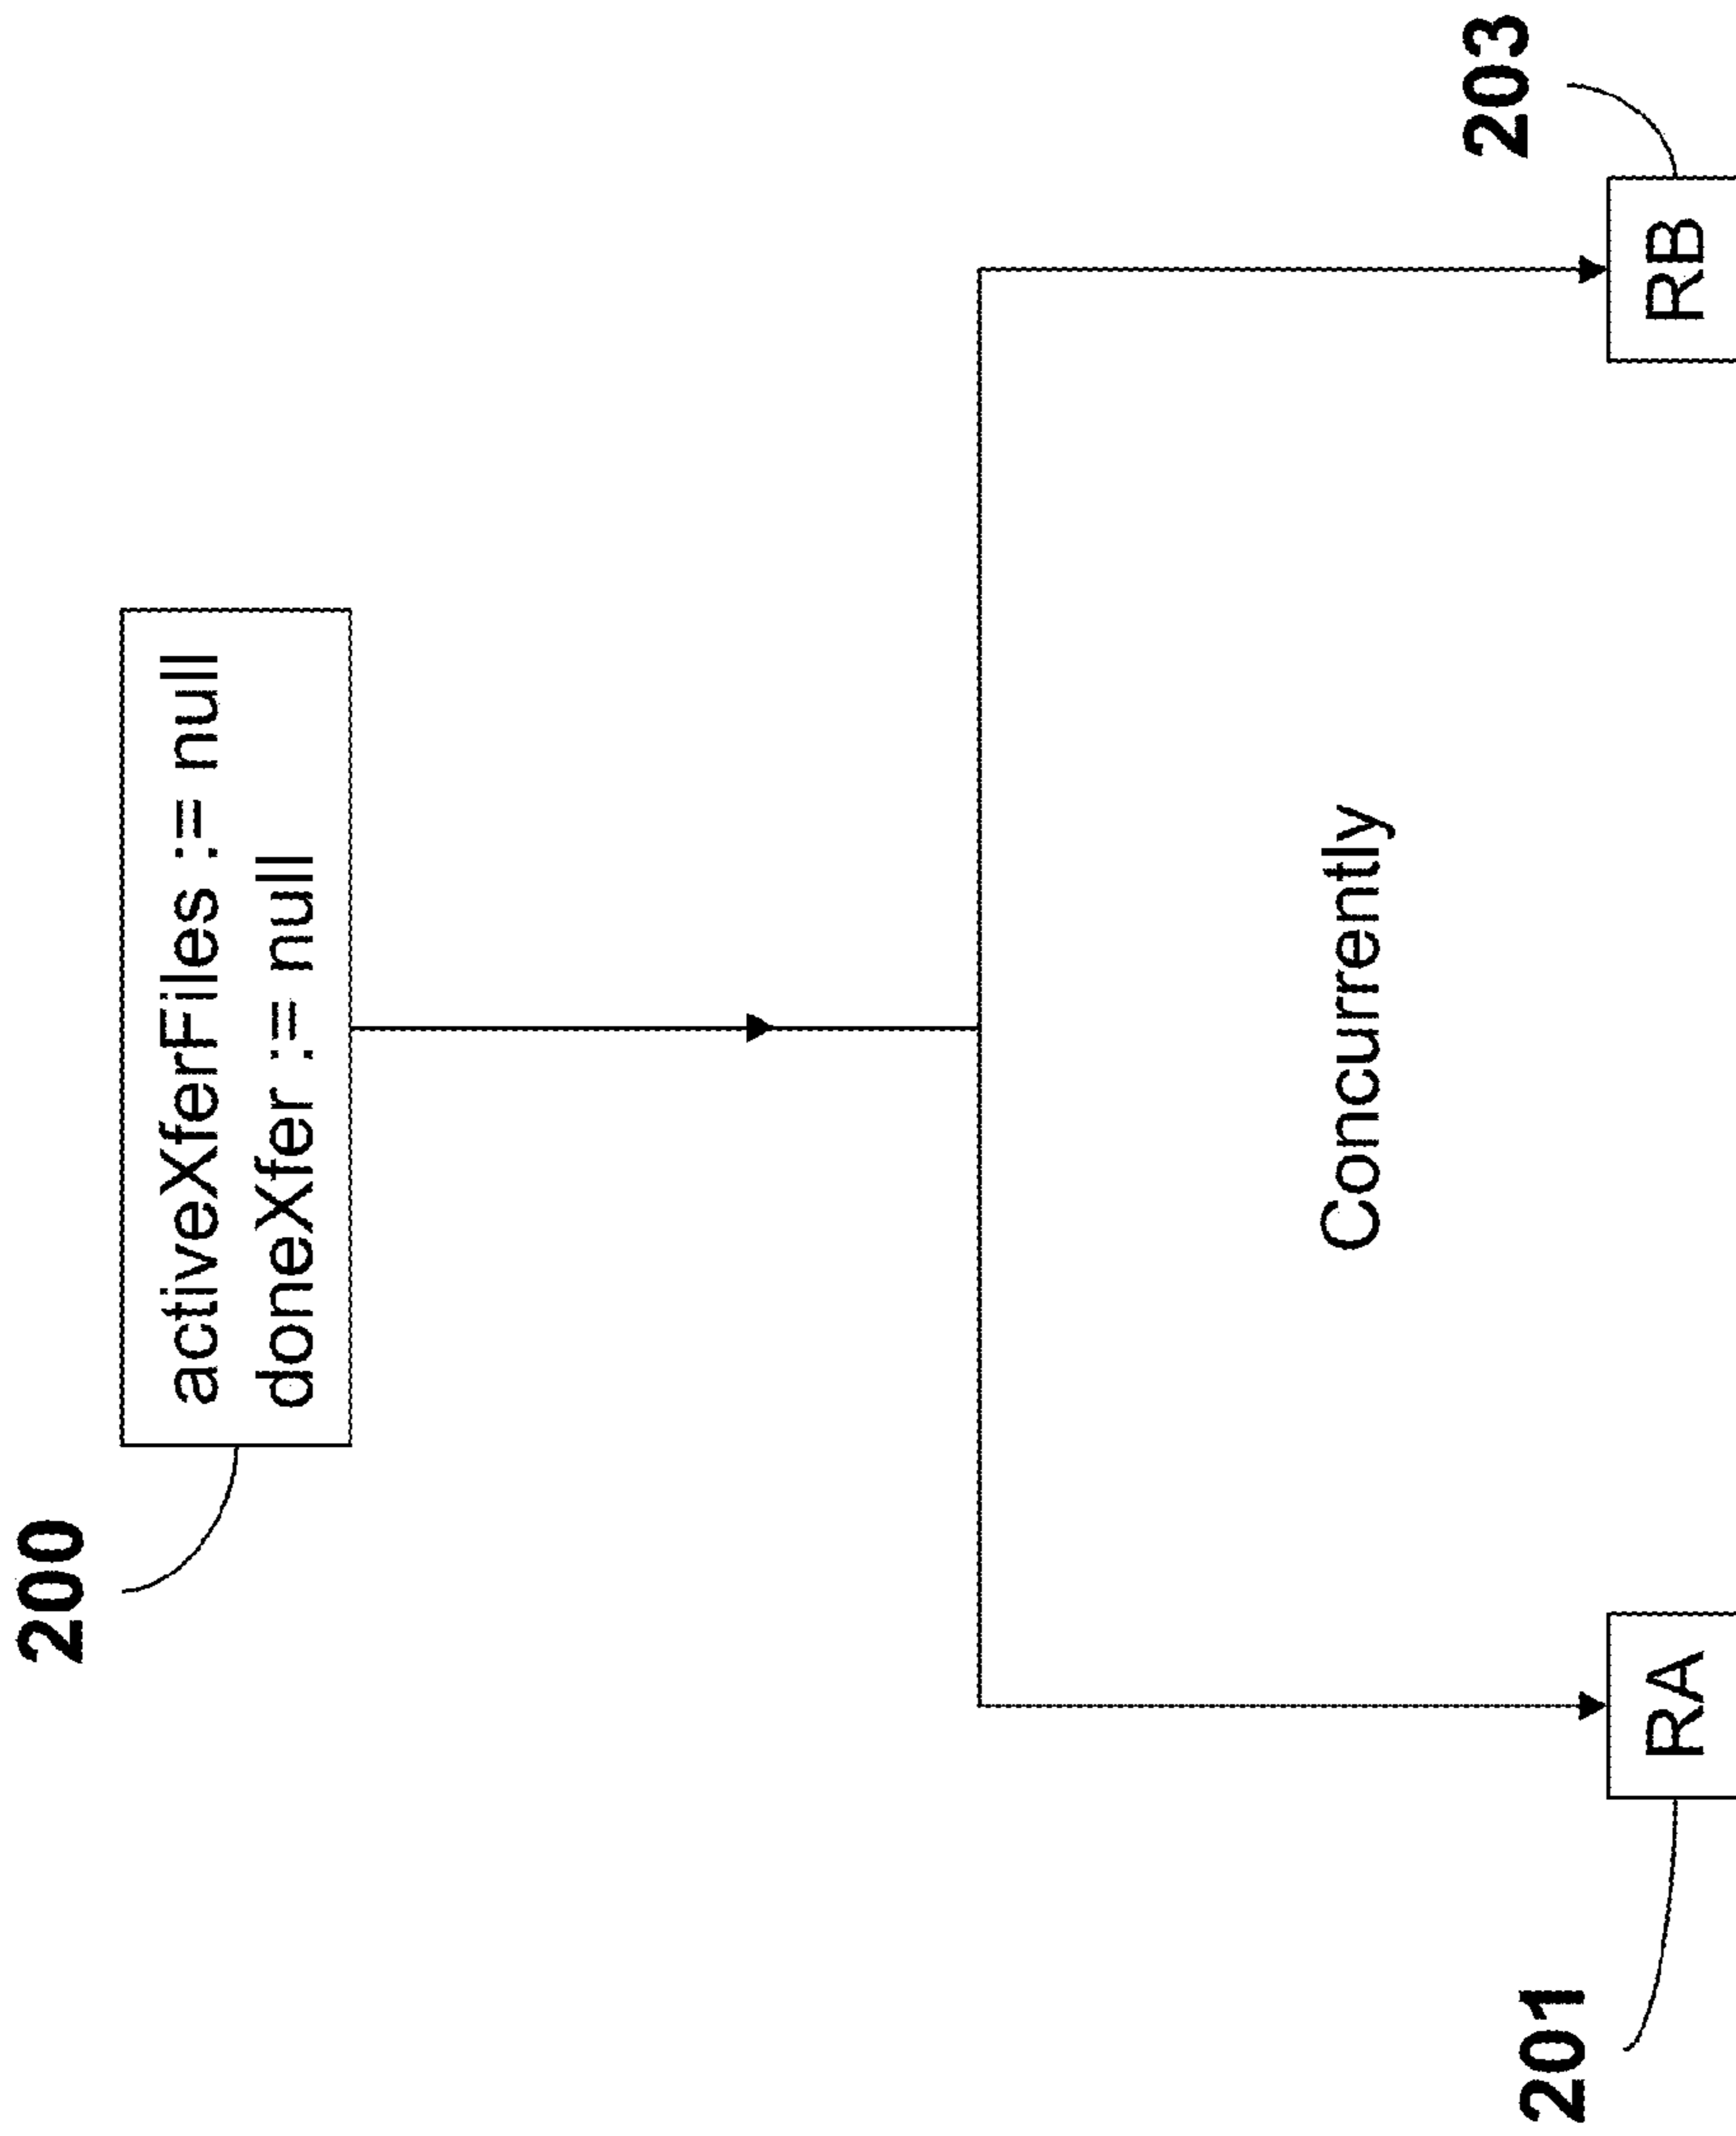 200
activeXferFiles := null
doneXfer := null
Concurrently
201
RA
RB
203